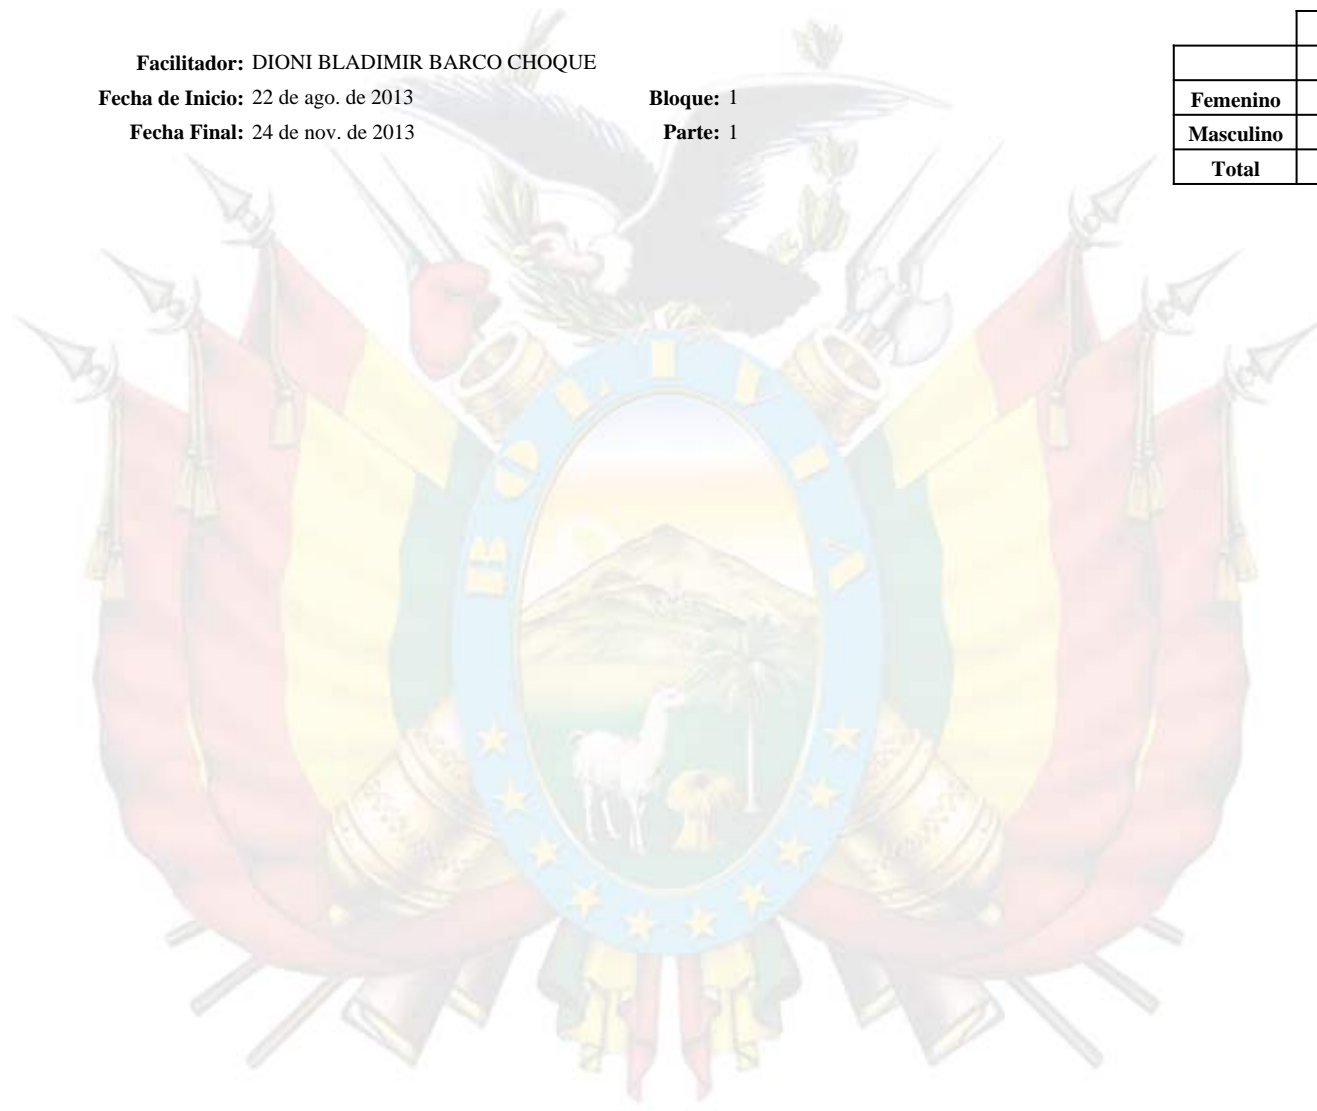 Facilitador: DIONI BLADIMIR BARCO CHOQUE
Fecha de Inicio: 22 de ago. de 2013 Bloque: 1
Fecha Final: 24 de nov. de 2013 Parte: 1
Femenino
Masculino
Total
BOLIVIA